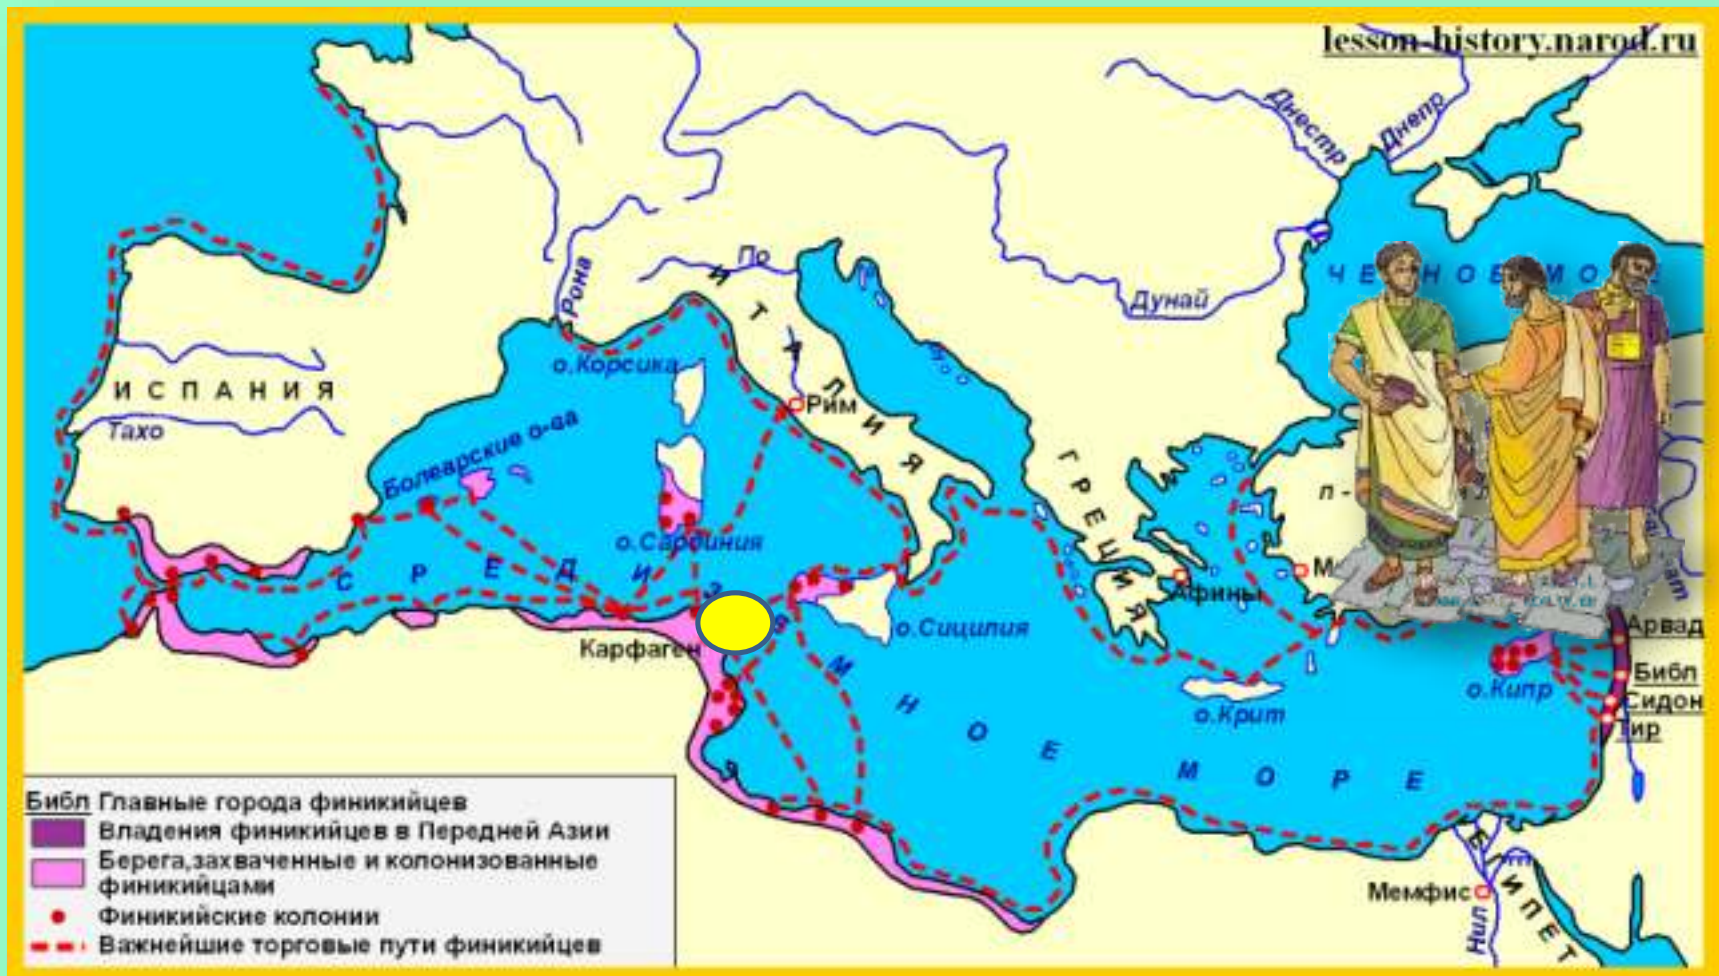 lesson-history.narod.ru
Днестр
Днепр
По
Рона
Дунай
ИТАЛИЯ
о.Корсика
ИСПАНИЯ
Тахо
Рим
Болеврские о-ва
ГРЕЦИЯ
о.Сардиния
Афины
Карфаген
о.Сицилия
Арвад
Библ
Сидон
Тир
о.Кипр
о.Крит
МНОЕ МОРЕ
Мемфис
Нил
ЕГИПЕТ
Библ Главные города финикийцев
Владения финикийцев в Передней Азии
Берега,захваченные и колонизованные
финикийцами
Финикийские колонии
Важнейшие торговые пути финикийцев